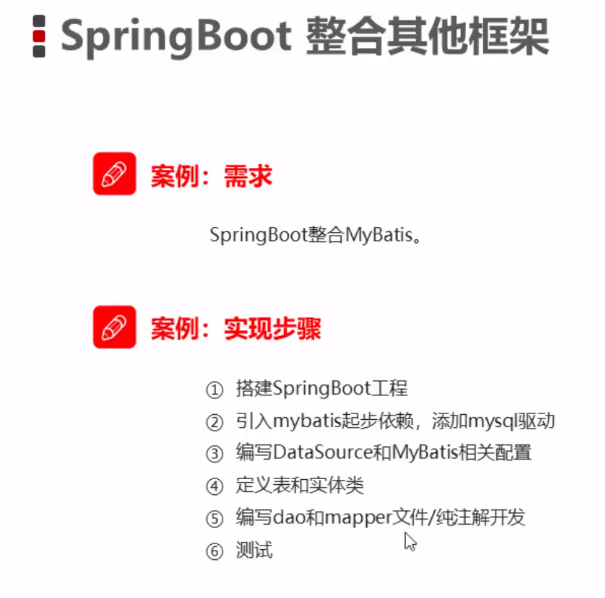 SpringBoot 整合其他框架
案例：需求
SpringBoot整合MyBatis。
案例：实现步骤
① 搭建SpringBoot工程
② 引入mybatis起步依赖，添加mysql驱动
③ 编写DataSource和MyBatis相关配置
④ 定义表和实体类
⑤ 编写dao和mapper文件/纯注解开发
⑥ 测试